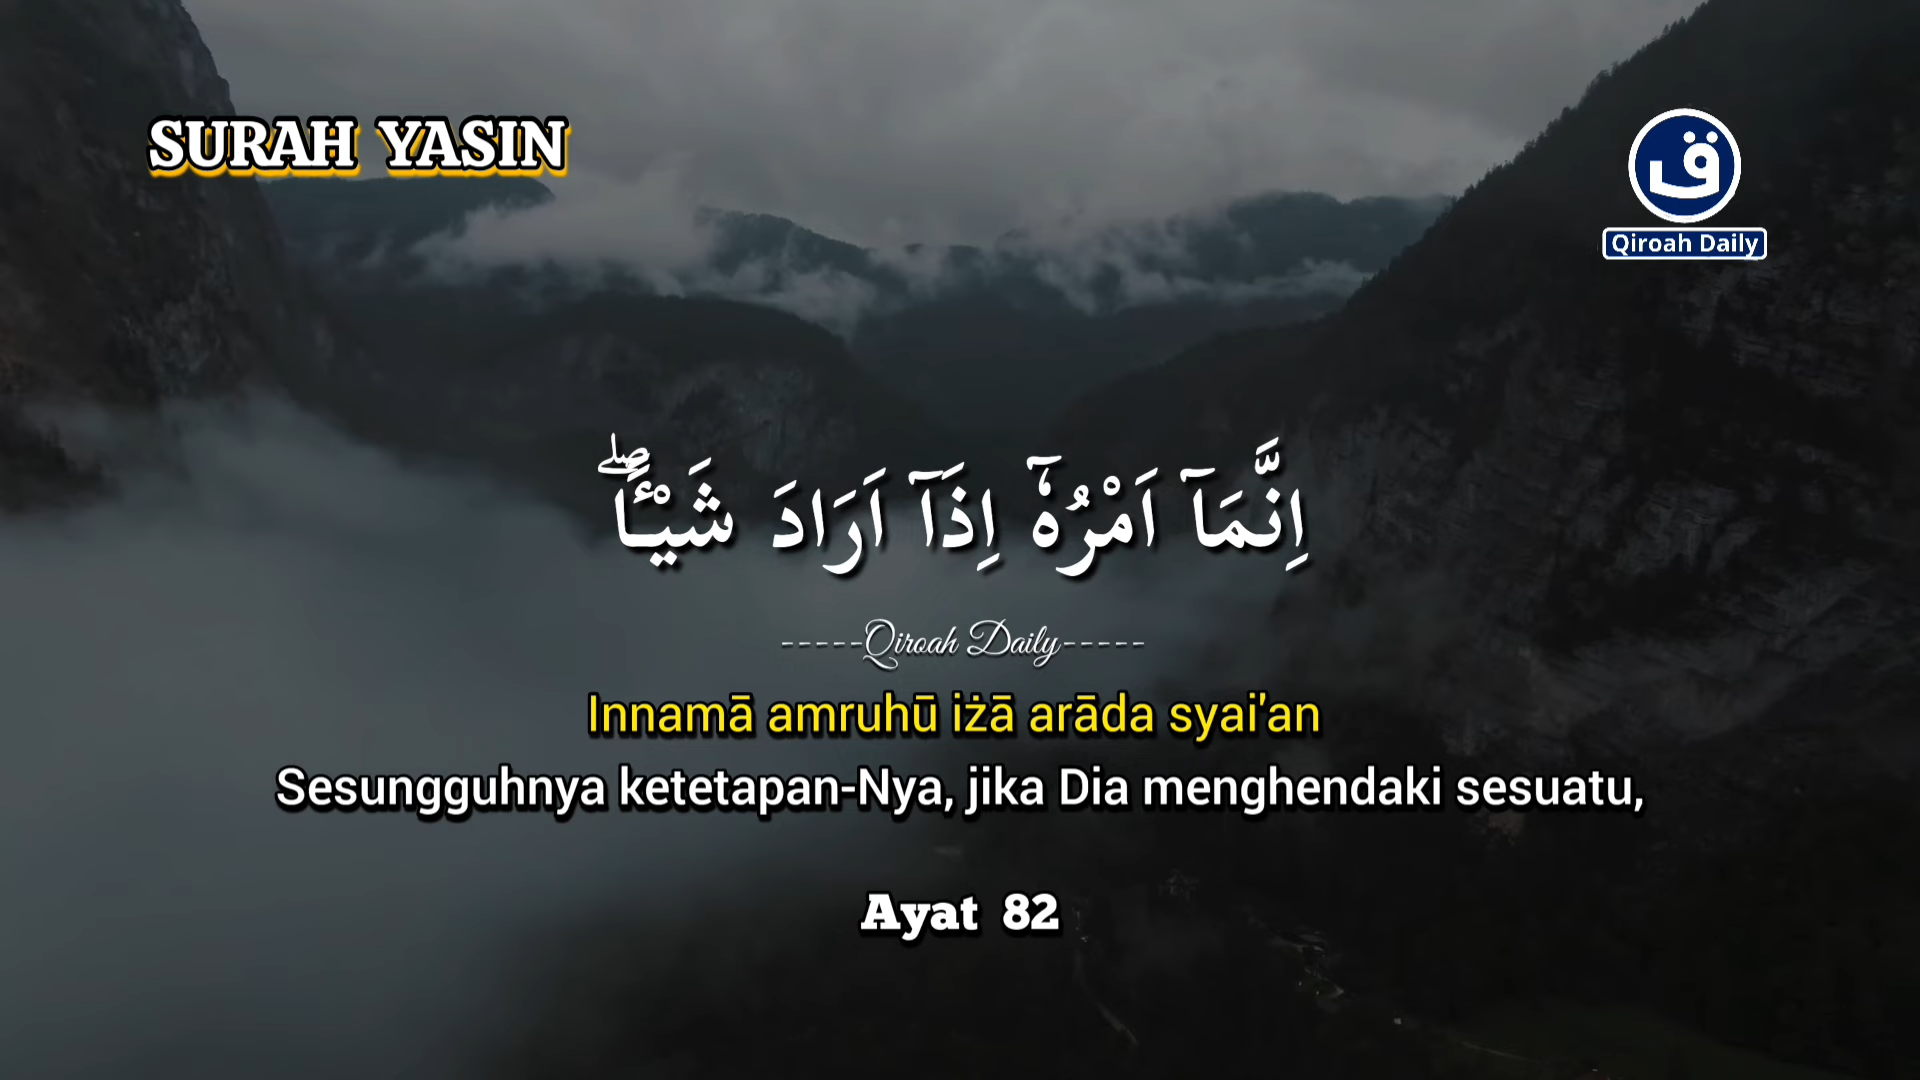 SURAH YASIN
ق
Qiroah Daily
اِنَّمَآ اَمْرُهٗٓ اِذَآ اَرَادَ شَيْـًٔاۖ
-----Qiroah Daily-----
Innamā amruhū iżā arāda syai'an
Sesungguhnya ketetapan-Nya, jika Dia menghendaki sesuatu,
Ayat 82